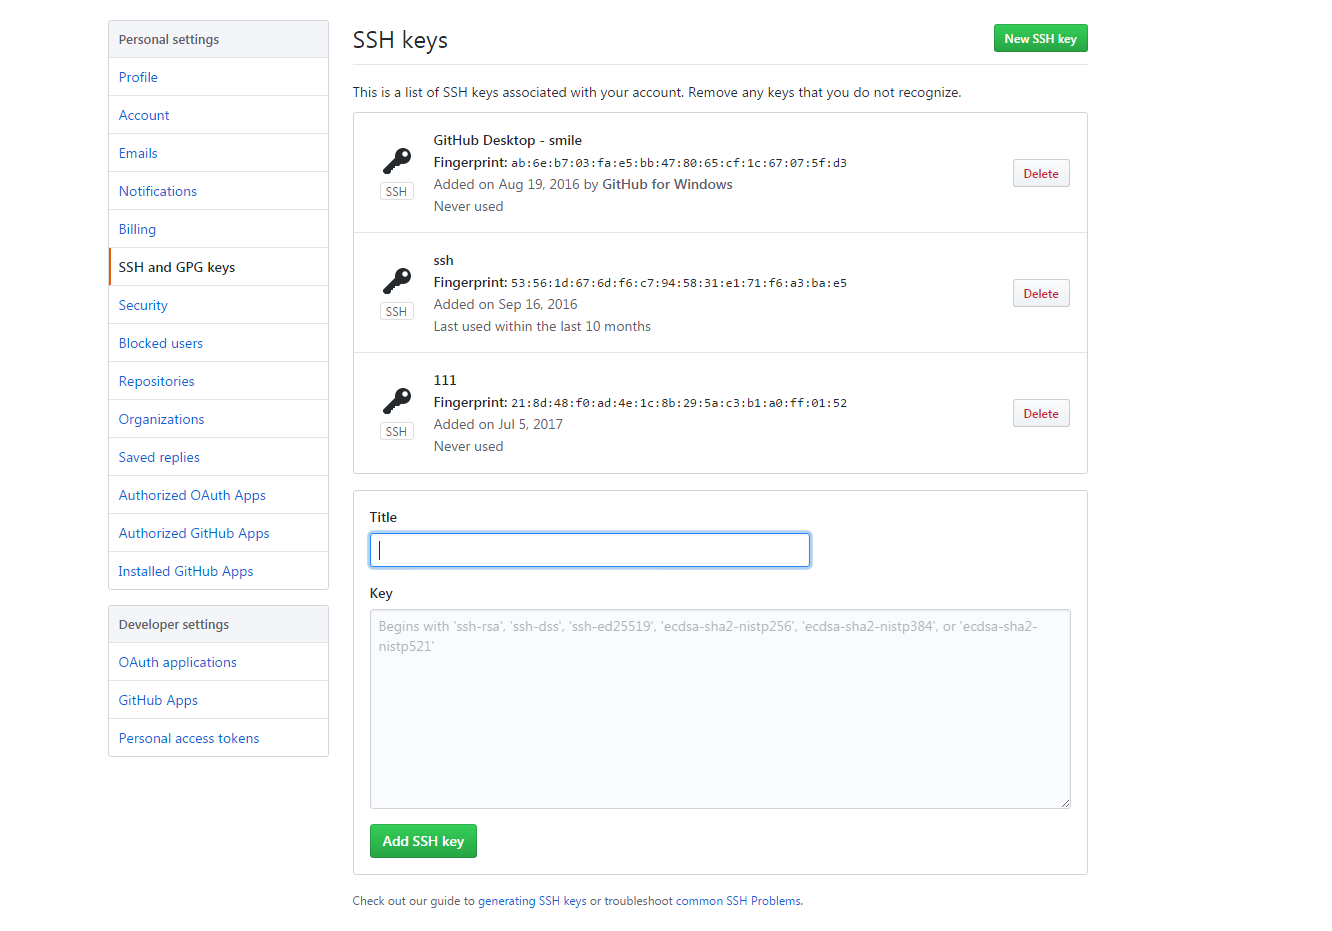 Personal settings
Profile
Account
Emails
Notifications
Billing
SSH and GPG keys
Security
Blocked users
Repositories
Organizations
Saved replies
Authorized OAuth Apps
Authorized GitHub Apps
Installed GitHub Apps
Developer settings
OAuth applications
GitHub Apps
Personal access tokens
SSH keys
New SSH key
This is a list of SSH keys associated with your account. Remove any keys that you do not recognize.
GitHub Desktop - smile
Fingerprint: ab:6e:b7:03:fa:e5:bb:47:80:65:cf:1c:67:07:5f:d3
Added on Aug 19, 2016 by GitHub for Windows
Never used
SSH
Delete
ssh
Fingerprint: 53:56:1d:67:6d:f6:c7:94:58:31:e1:71:f6:a3:ba:e5
Added on Sep 16, 2016
Last used within the last 10 months
SSH
Delete
111
Fingerprint: 21:8d:48:f0:ad:4e:1c:8b:29:5a:c3:b1:a0:ff:01:52
Added on Jul 5, 2017
Never used
SSH
Delete
Title
Key
Begins with 'ssh-rsa', 'ssh-dss', 'ssh-ed25519', 'ecdsa-sha2-nistp256', 'ecdsa-sha2-nistp384', or 'ecdsa-sha2-
nistp521'
Add SSH key
Check out our guide to generating SSH keys or troubleshoot common SSH Problems.